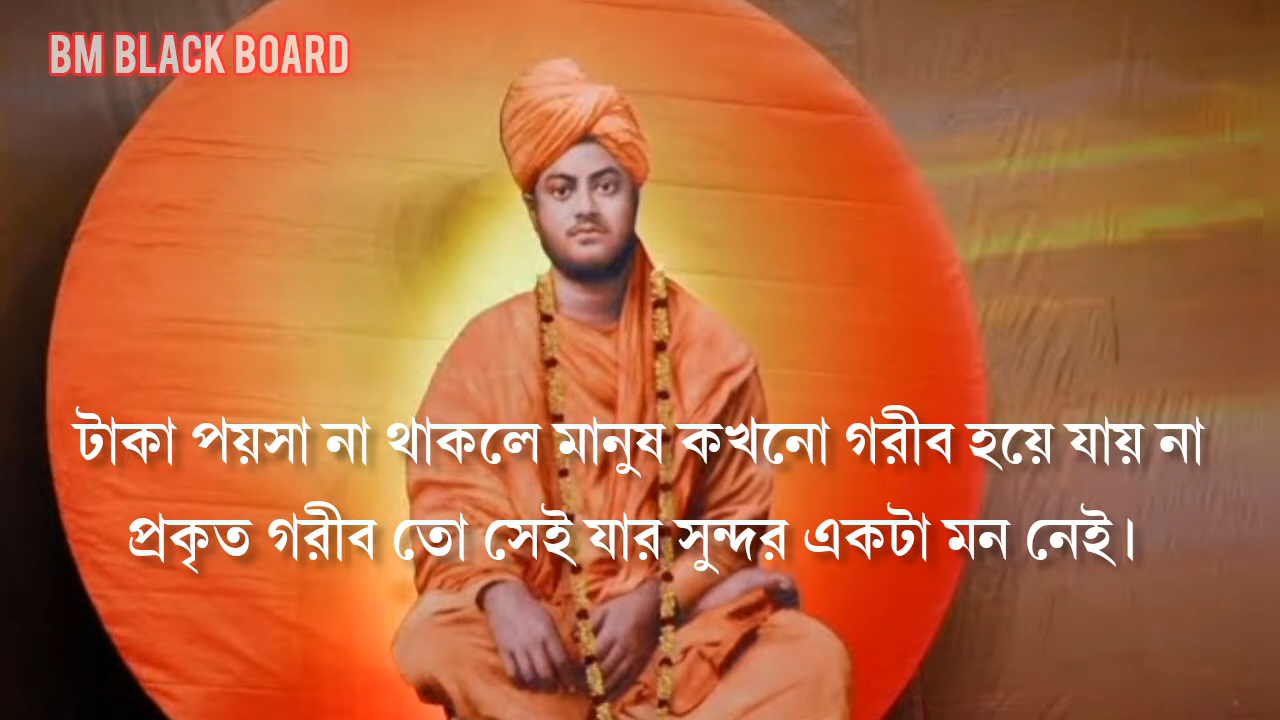 BM BLACK BOARD
টাকা পয়সা না থাকলে মানুষ কখনো গরীব হয়ে যায় না
প্রকৃত গরীব তো সেই যার সুন্দর একটা মন নেই।